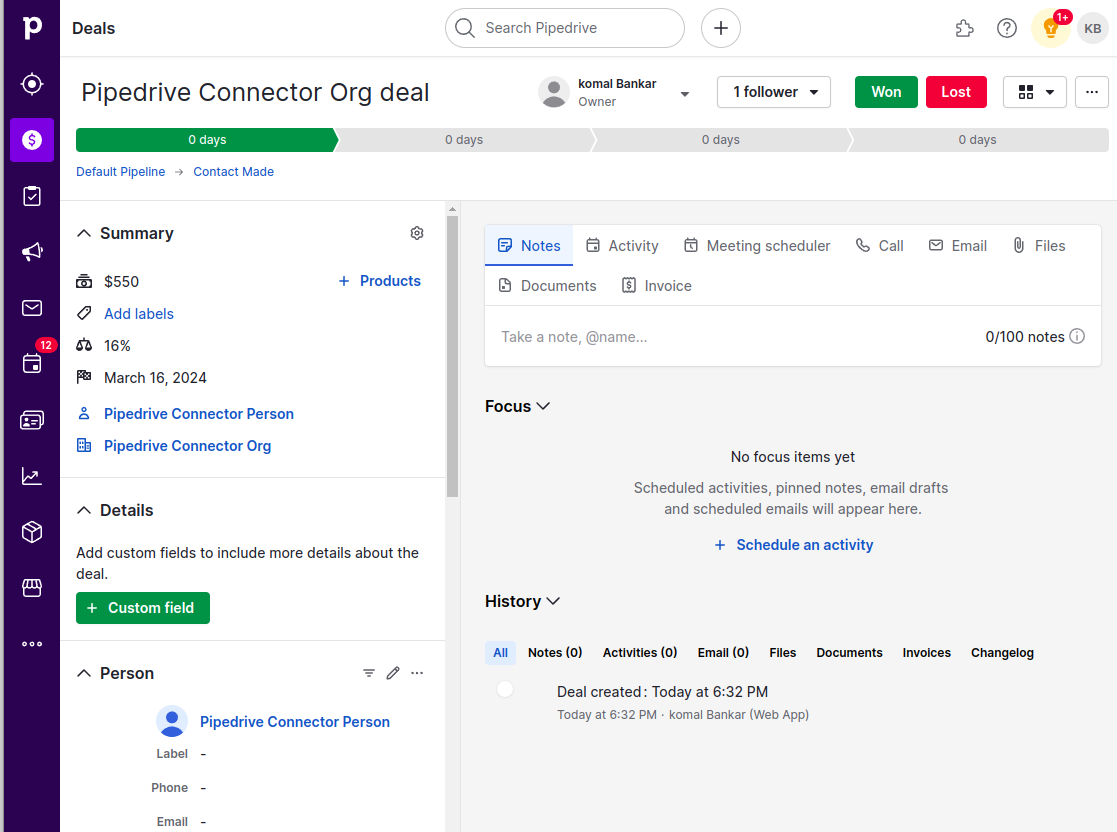 p
Deals
Search Pipedrive
1+
KB
Pipedrive Connector Org deal
komal Bankar
Owner
1 follower
Won
Lost
0 days
0 days
0 days
0 days
Default Pipeline → Contact Made
12
Summary
$550
+ Products
Add labels
16%
March 16, 2024
Pipedrive Connector Person
Pipedrive Connector Org
Details
Add custom fields to include more details about the
deal.
+ Custom field
Person
Pipedrive Connector Person
Label -
Phone -
Email -
Notes
Activity
Meeting scheduler
Call
Email
Files
Documents
Invoice
Take a note, @name...
0/100 notes
Focus
No focus items yet
Scheduled activities, pinned notes, email drafts
and scheduled emails will appear here.
+ Schedule an activity
History
All
Notes (0)
Activities (0)
Email (0)
Files
Documents
Invoices
Changelog
Deal created: Today at 6:32 PM
Today at 6:32 PM · komal Bankar (Web App)